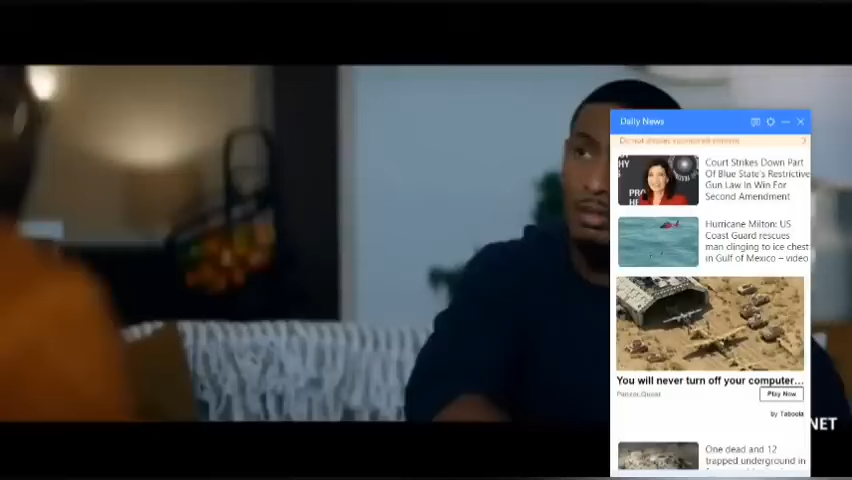 Daily News
Court Strikes Down Part
Of Blue State's Restrictive
Gun Law In Win For
Second Amendment
Hurricane Milton: US
Coast Guard rescues
man clinging to ice chest
in Gulf of Mexico – video
You will never turn off your computer...
Panzer Quest
Play Now
by Taboola
NET
One dead and 12
trapped underground in